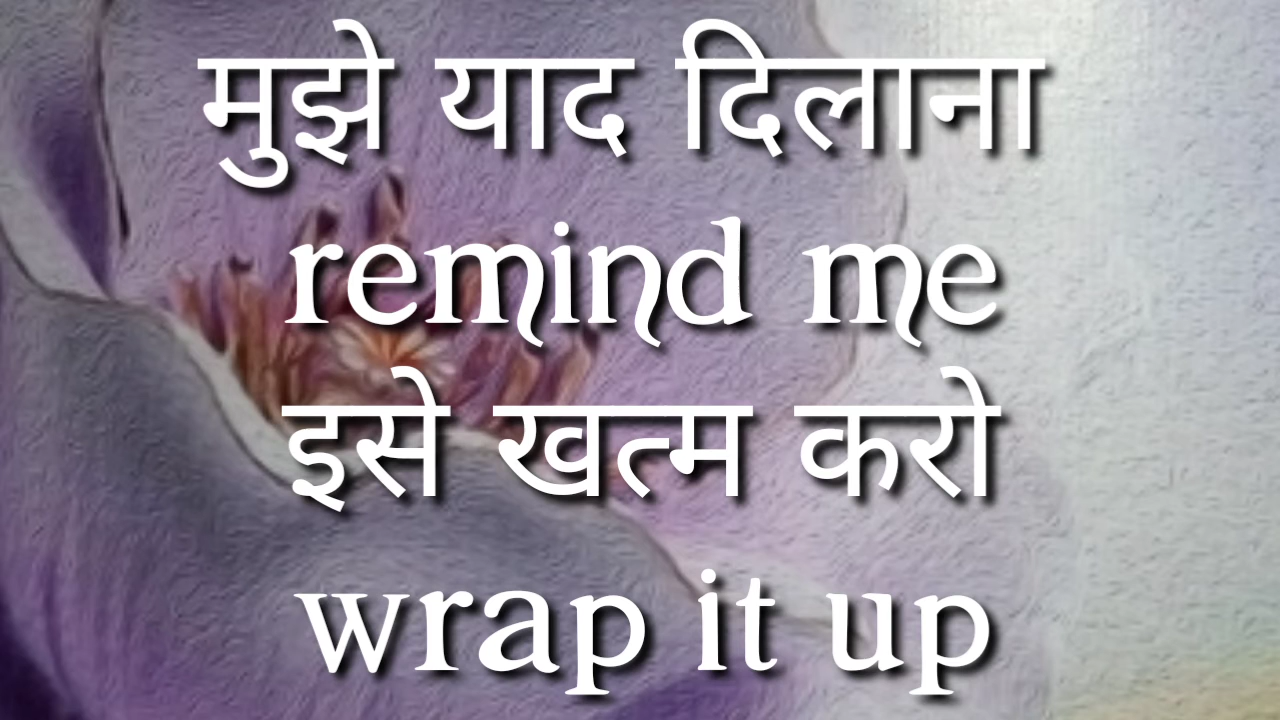 मुझे याद दिलाना
remind me
इसे खत्म करो
wrap it up